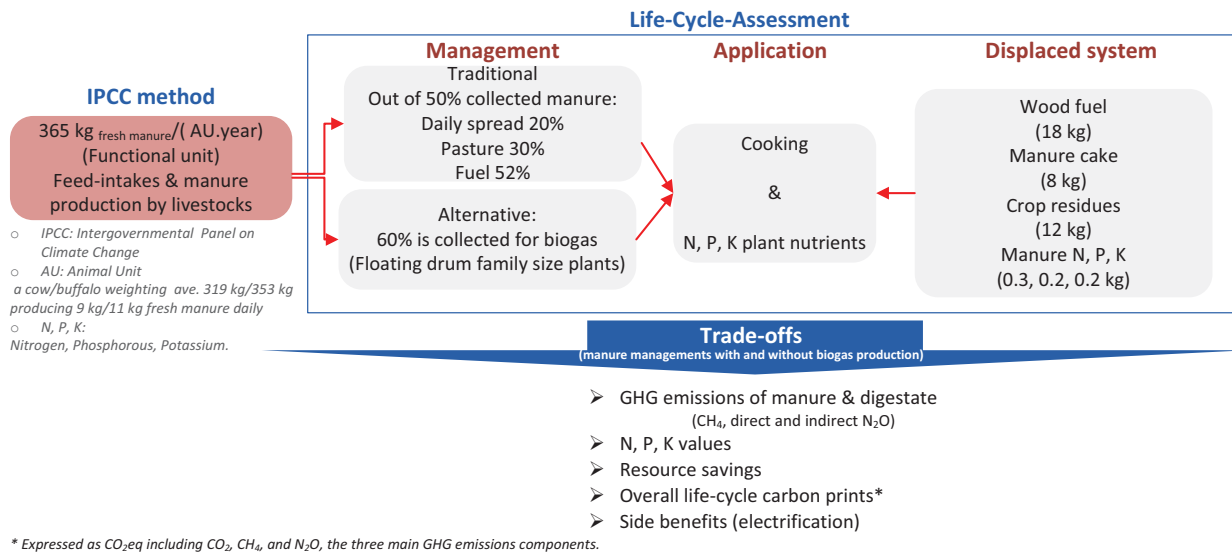 Life-Cycle-Assessment
IPCC method
365 kg fresh manure/( AU.year)
(Functional unit)
Feed-intakes & manure
production by livestocks
o IPCC: Intergovernmental Panel on
Climate Change
o AU: Animal Unit
a cow/buffalo weighting ave. 319 kg/353 kg
producing 9 kg/11 kg fresh manure daily
o N, P, K:
Nitrogen, Phosphorous, Potassium.
Management
Traditional
Out of 50% collected manure:
Daily spread 20%
Pasture 30%
Fuel 52%
Alternative:
60% is collected for biogas
(Floating drum family size plants)
Application
Cooking
&
N, P, K plant nutrients
Displaced system
Wood fuel
(18 kg)
Manure cake
(8 kg)
Crop residues
(12 kg)
Manure N, P, K
(0.3, 0.2, 0.2 kg)
Trade-offs
(manure managements with and without biogas production)
➢ GHG emissions of manure & digestate
(CH₄, direct and indirect N₂O)
➢ N, P, K values
➢ Resource savings
➢ Overall life-cycle carbon prints*
➢ Side benefits (electrification)
* Expressed as CO₂eq including CO₂, CH₄, and N₂O, the three main GHG emissions components.